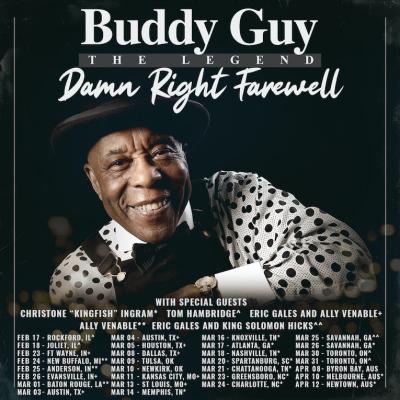 Buddy Guy
THE LEGEND
Damn Right Farewell
WITH SPECIAL GUESTS
CHRISTONE "KINGFISH" INGRAM* TOM HAMBRIDGE^ ERIC GALES AND ALLY VENABLE+
ALLY VENABLE** ERIC GALES AND KING SOLOMON HICKS^^
FEB 17 - ROCKFORD, IL*
FEB 18 - JOLIET, IL*
FEB 23 - FT WAYNE, IN+
FEB 24 - NEW BUFFALO, MI**
FEB 25 - ANDERSON, IN**
FEB 26 - EVANSVILLE, IN+
MAR 01 - BATON ROUGE, LA**
MAR 03 - AUSTIN, TX+
MAR 04 - AUSTIN, TX+
MAR 05 - HOUSTON, TX+
MAR 08 - DALLAS, TX+
MAR 09 - TULSA, OK
MAR 10 - NEWKIRK, OK
MAR 11 - KANSAS CITY, MO+
MAR 13 - ST LOUIS, MO+
MAR 14 - MEMPHIS, TN*
MAR 16 - KNOXVILLE, TN*
MAR 17 - ATLANTA, GA*
MAR 18 - NASHVILLE, TN*
MAR 20 - SPARTANBURG, SC*
MAR 21 - CHATTANOOGA, TN*
MAR 23 - GREENSBORO, NC*
MAR 24 - CHARLOTTE, NC*
MAR 25 - SAVANNAH, GA^^
MAR 26 - SAVANNAH, GA*
MAR 30 - TORONTO, ON^
MAR 31 - TORONTO, ON^
APR 08 - BYRON BAY, AUS
APR 10 - MELBOURNE, AUS*
APR 12 - NEWTOWN, AUS*